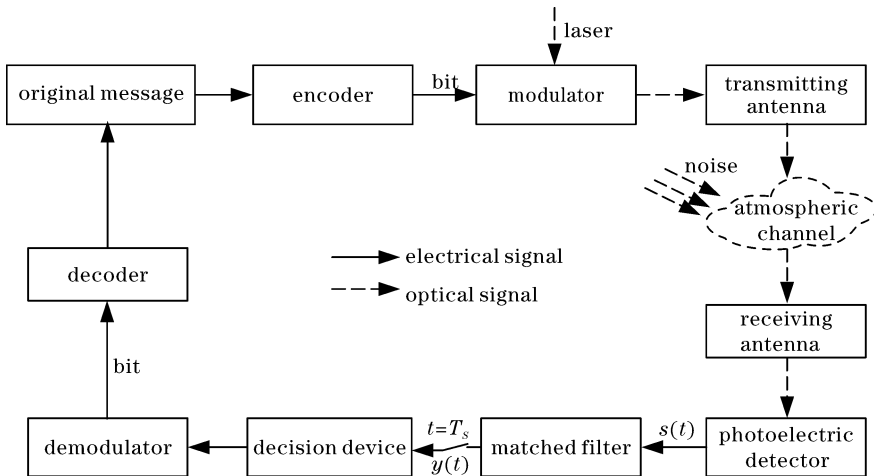 laser
original message
encoder
bit
modulator
transmitting
antenna
noise
atmospheric
channel
electrical signal
optical signal
decoder
receiving
antenna
bit
demodulator
decision device
t=Ts
y(t)
matched filter
s(t)
photoelectric
detector